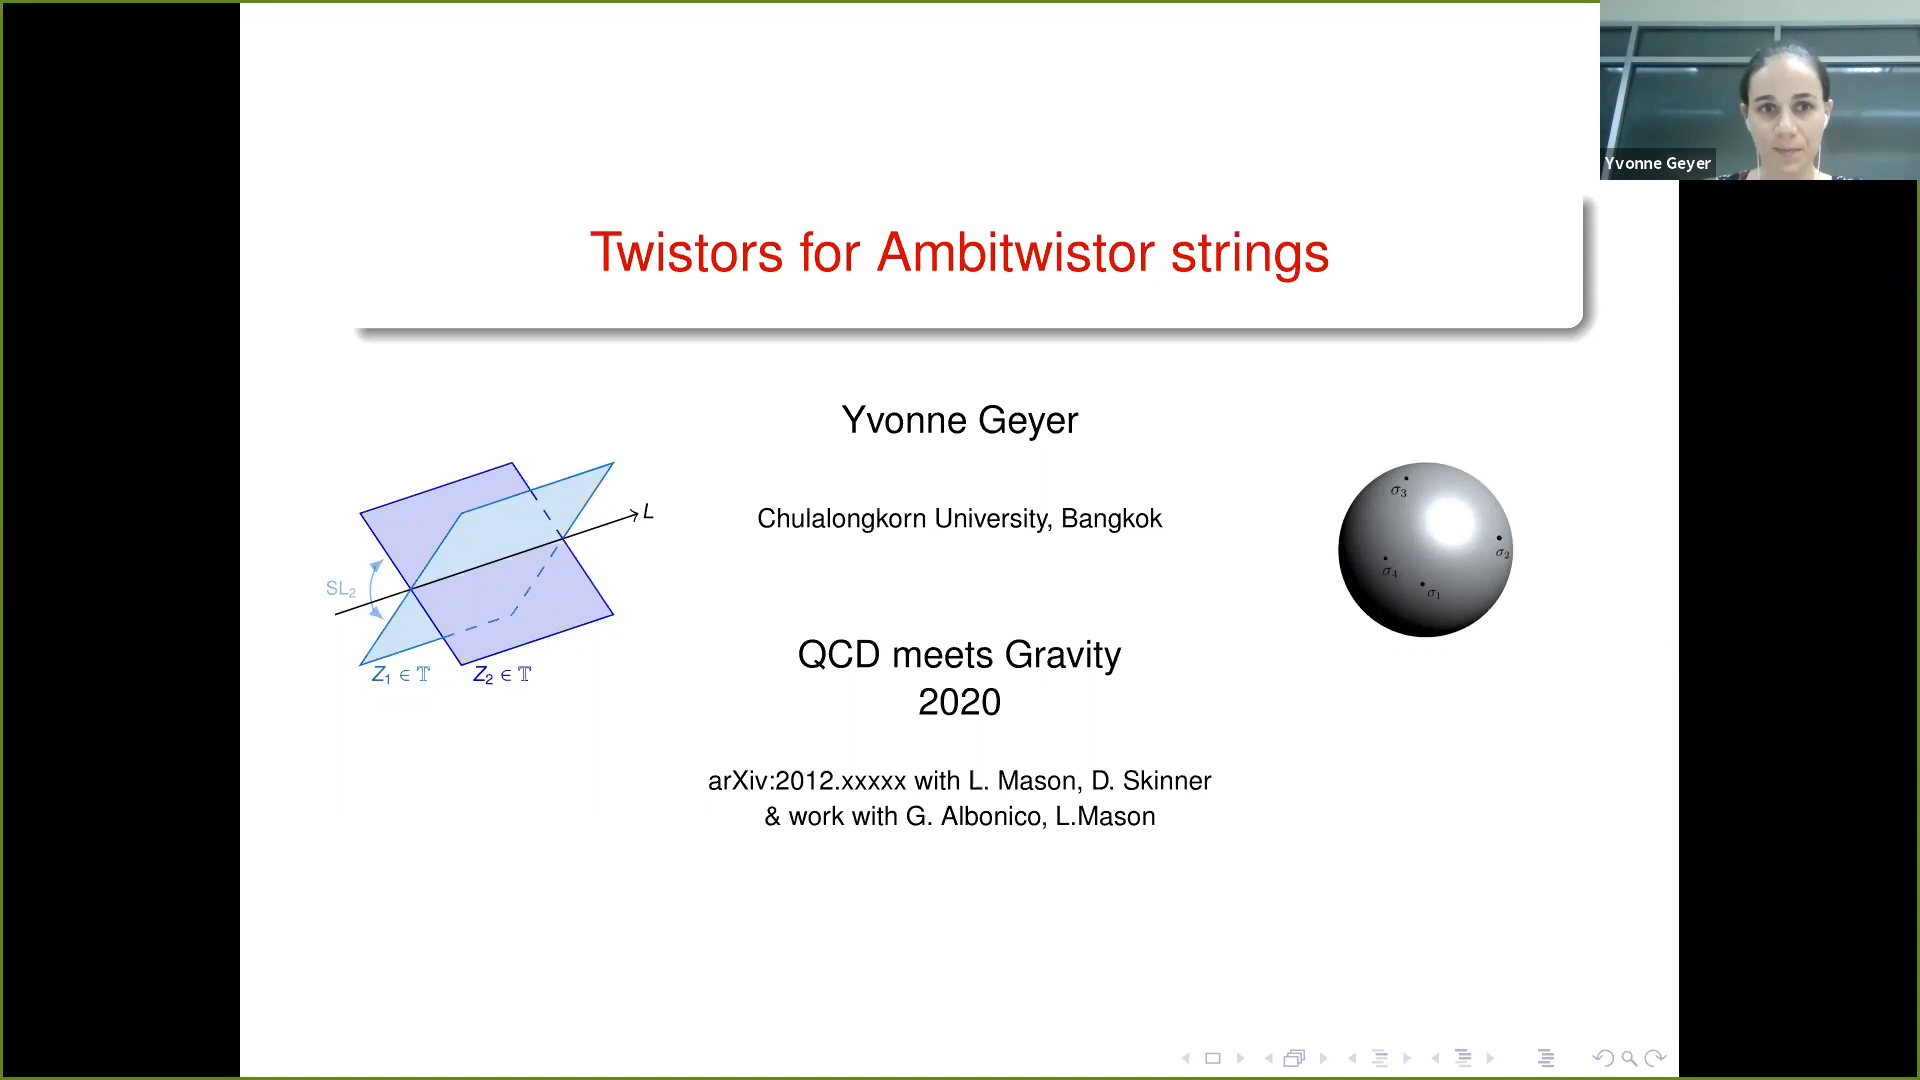 Yvonne Geyer
Twistors for Ambitwistor strings
Yvonne Geyer
Chulalongkorn University, Bangkok
L
SL₂
Z₁ ∈ 𝕋
Z₂ ∈ 𝕋
σ₃
σ₂
σ₄
σ₁
QCD meets Gravity
2020
arXiv:2012.xxxxx with L. Mason, D. Skinner
& work with G. Albonico, L.Mason